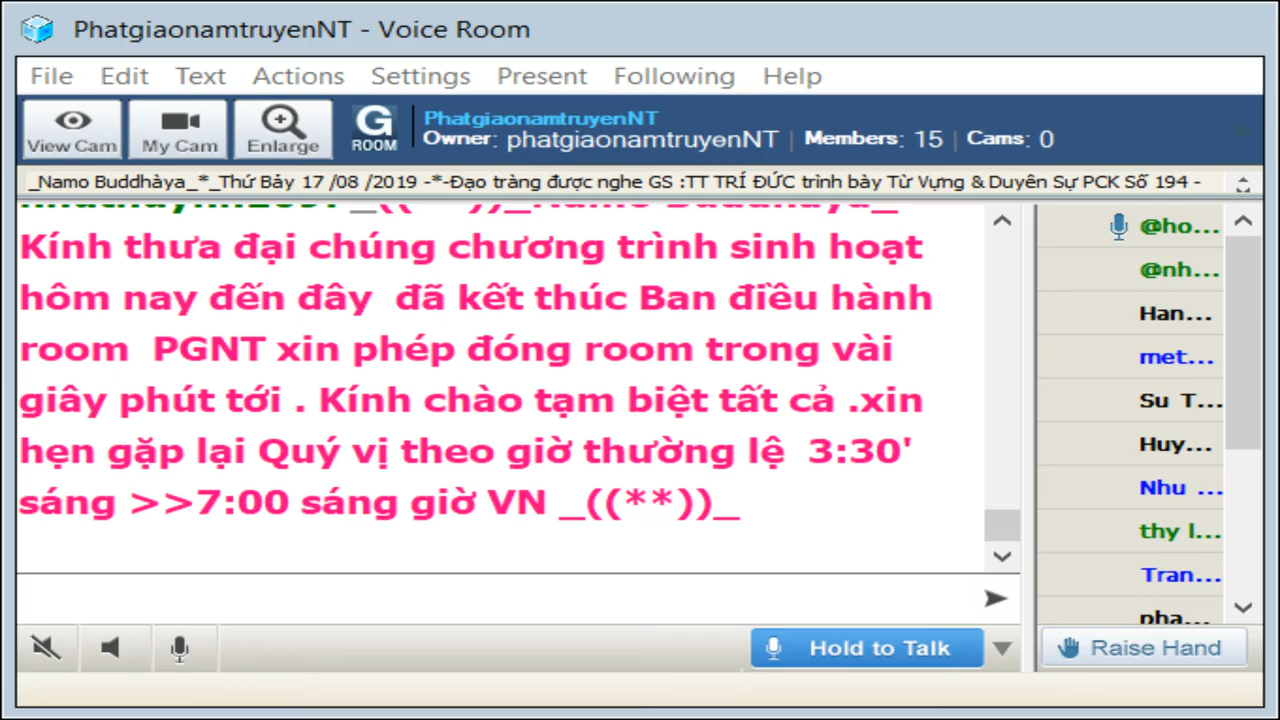 PhatgiaonamtruyenNT - Voice Room
File Edit Text Actions Settings Present Following Help
View Cam
My Cam
Enlarge
G
ROOM
PhatgiaonamtruyenNT
Owner: phatgiaonamtruyenNT | Members: 15 | Cams: 0
_Namo Buddhàya_*_Thứ Bảy 17 /08 /2019 -*-Đạo tràng được nghe GS :TT TRÍ ĐỨC trình bày Từ Vựng & Duyên Sự PCK Số 194 -
Kính thưa đại chúng chương trình sinh hoạt
hôm nay đến đây đã kết thúc Ban điều hành
room PGNT xin phép đóng room trong vài
giây phút tới . Kính chào tạm biệt tất cả .xin
hẹn gặp lại Quý vị theo giờ thường lệ 3:30'
sáng >>7:00 sáng giờ VN _((**))_
@ho...
@nh...
Han...
met...
Su T...
Huy...
Nhu ...
thy l...
Tran...
pha...
Hold to Talk
Raise Hand